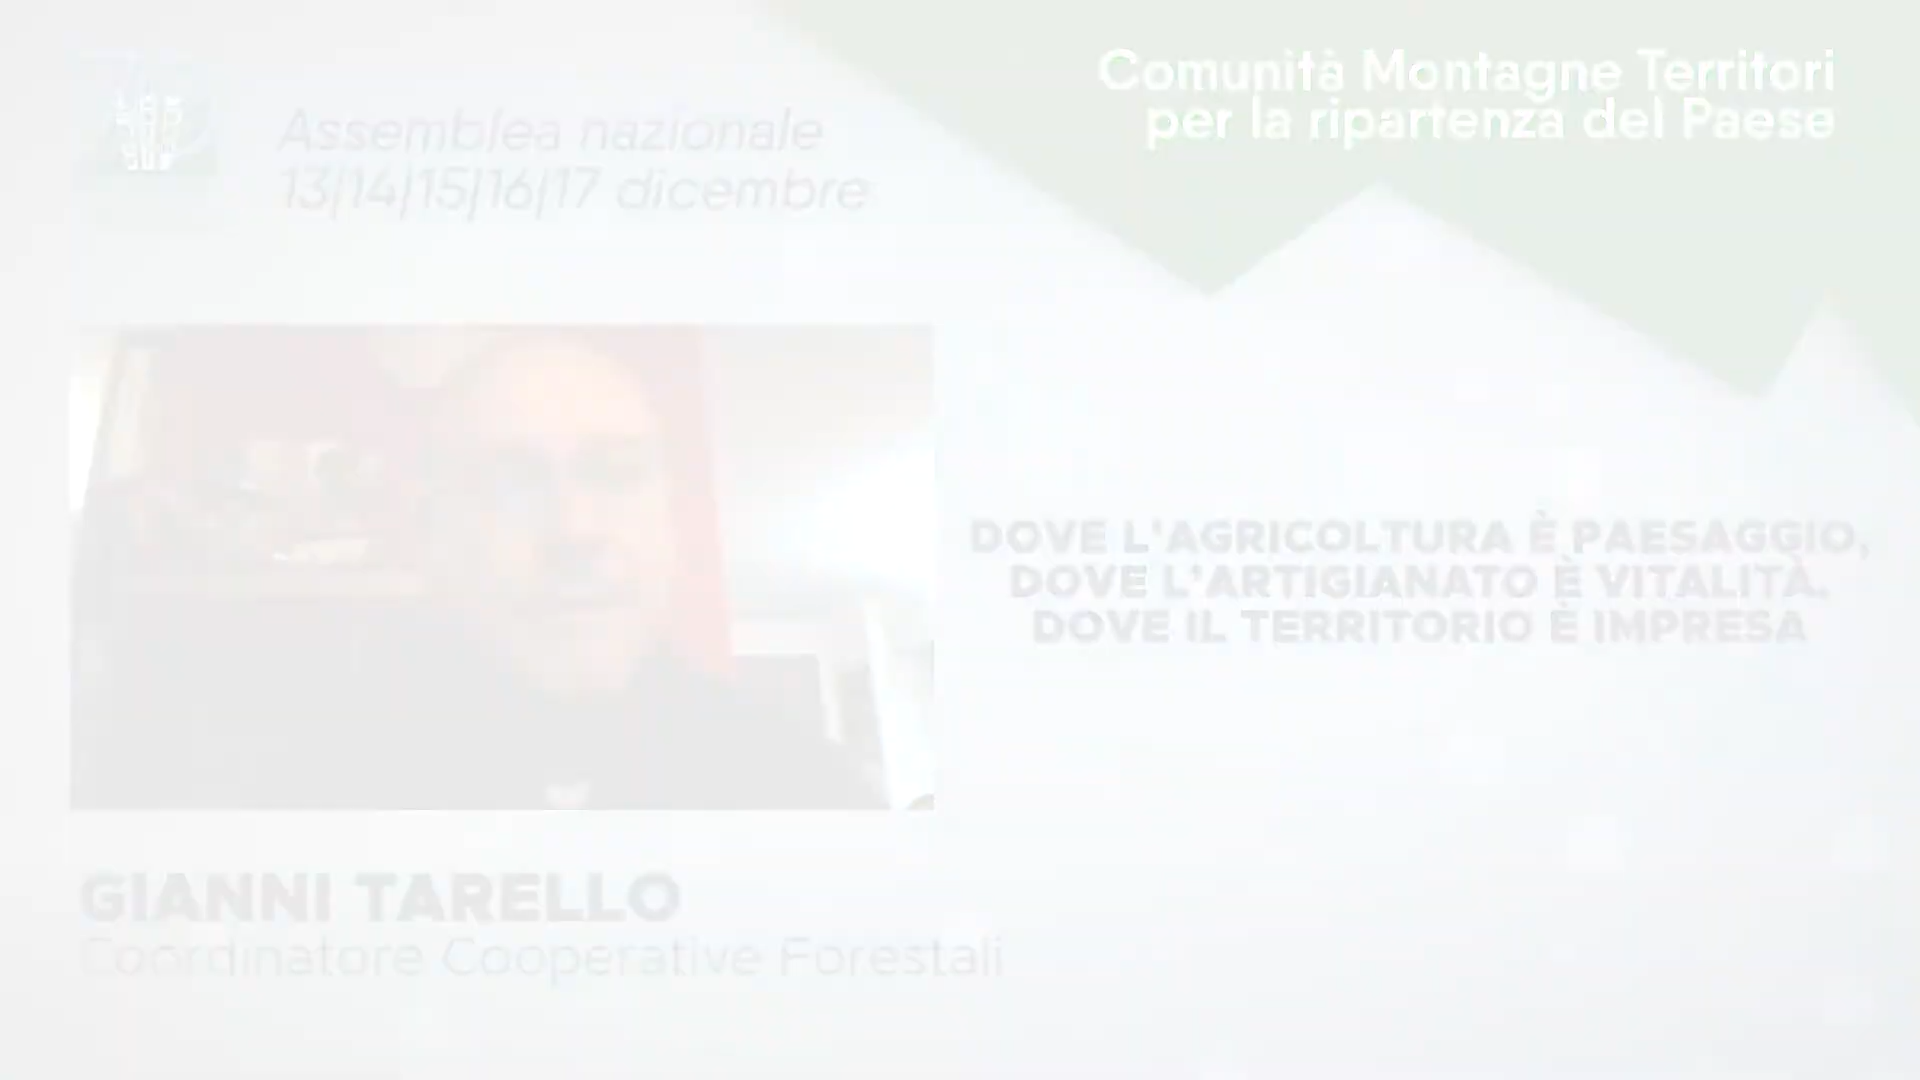 Comunità Montagne Territori
per la ripartenza del Paese
Assemblea nazionale
13|14|15|16|17 dicembre
DOVE L'AGRICOLTURA È PAESAGGIO,
DOVE L'ARTIGIANATO È VITALITÀ.
DOVE IL TERRITORIO È IMPRESA
GIANNI TARELLO
Coordinatore Cooperative Forestali